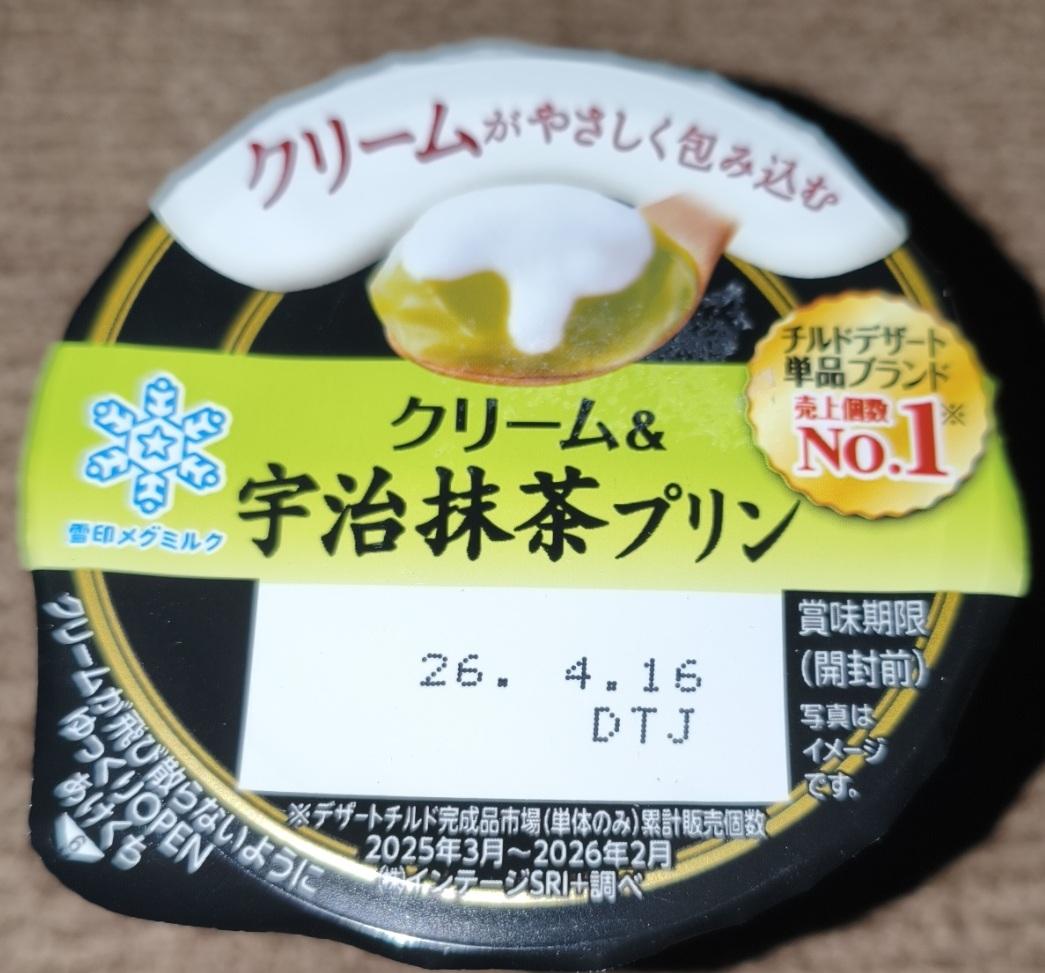 クリームがやさしく包み込む
チルドデザート
単品ブランド
売上個数
No.1※
クリーム&
宇治抹茶プリン
雪印メグミルク
26. 4.16
DTJ
賞味期限
(開封前)
写真は
イメージ
です。
クリームが飛び散らないように
ゆっくりOPEN
あけくち
6
※デザートチルド完成品市場(単体のみ)累計販売個数
2025年3月~2026年2月
(株)インテージSRI+調べ